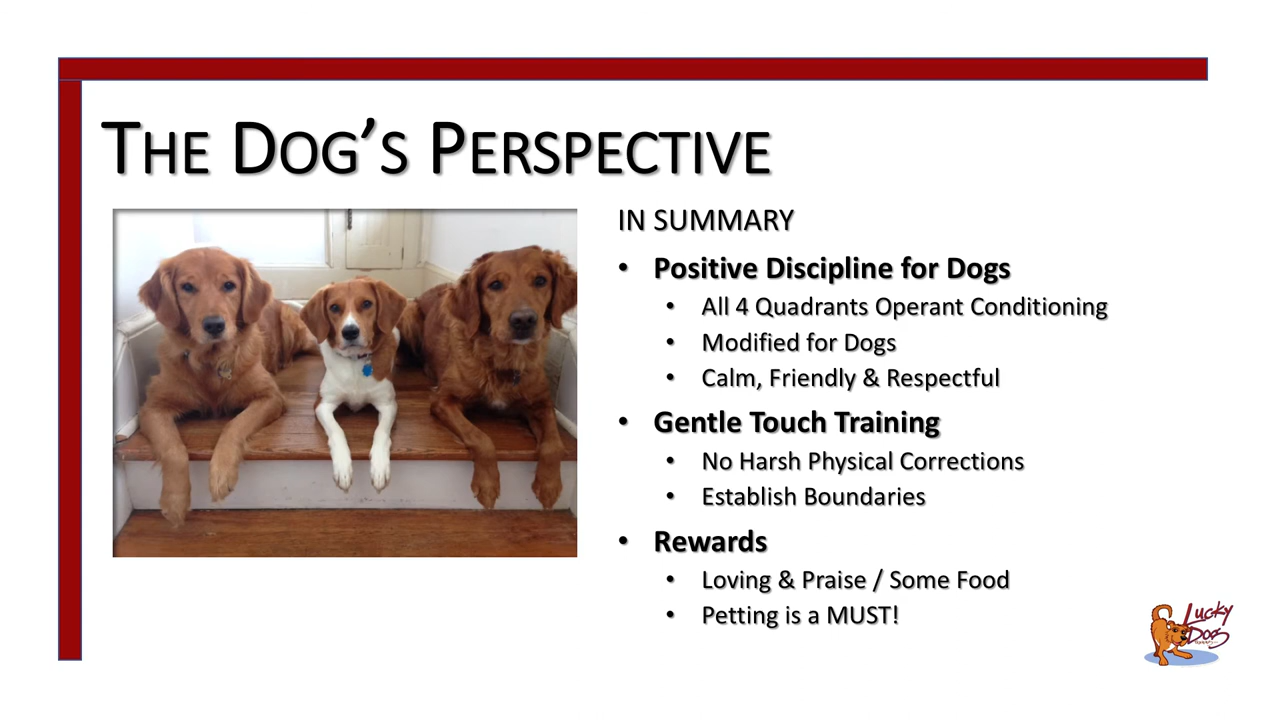 The Dog’s Perspective
IN SUMMARY
• Positive Discipline for Dogs
• All 4 Quadrants Operant Conditioning
• Modified for Dogs
• Calm, Friendly & Respectful
• Gentle Touch Training
• No Harsh Physical Corrections
• Establish Boundaries
• Rewards
• Loving & Praise / Some Food
• Petting is a MUST!
Lucky
Dogs